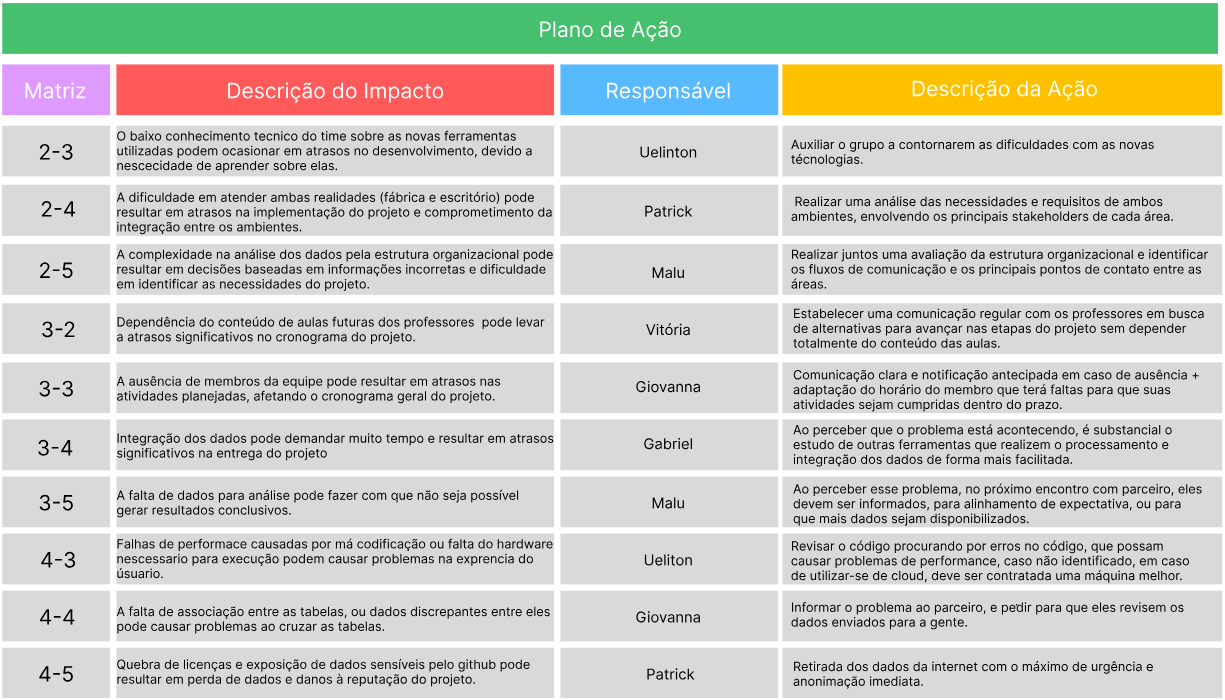 Plano de Ação
Matriz
Descrição do Impacto
Responsável
Descrição da Ação
2-3
O baixo conhecimento tecnico do time sobre as novas ferramentas
utilizadas podem ocasionar em atrasos no desenvolvimento, devido a
nescecidade de aprender sobre elas.
Uelinton
Auxiliar o grupo a contornarem as dificuldades com as novas
técnologias.
2-4
A dificuldade em atender ambas realidades (fábrica e escritório) pode
resultar em atrasos na implementação do projeto e comprometimento da
integração entre os ambientes.
Patrick
Realizar uma análise das necessidades e requisitos de ambos
ambientes, envolvendo os principais stakeholders de cada área.
2-5
A complexidade na análise dos dados pela estrutura organizacional pode
resultar em decisões baseadas em informações incorretas e dificuldade
em identificar as necessidades do projeto.
Malu
Realizar juntos uma avaliação da estrutura organizacional e identificar
os fluxos de comunicação e os principais pontos de contato entre as
áreas.
3-2
Dependência do conteúdo de aulas futuras dos professores pode levar
a atrasos significativos no cronograma do projeto.
Vitória
Estabelecer uma comunicação regular com os professores em busca
de alternativas para avançar nas etapas do projeto sem depender
totalmente do conteúdo das aulas.
3-3
A ausência de membros da equipe pode resultar em atrasos nas
atividades planejadas, afetando o cronograma geral do projeto.
Giovanna
Comunicação clara e notificação antecipada em caso de ausência +
adaptação do horário do membro que terá faltas para que suas
atividades sejam cumpridas dentro do prazo.
3-4
Integração dos dados pode demandar muito tempo e resultar em atrasos
significativos na entrega do projeto
Gabriel
Ao perceber que o problema está acontecendo, é substancial o
estudo de outras ferramentas que realizem o processamento e
integração dos dados de forma mais facilitada.
3-5
A falta de dados para análise pode fazer com que não seja possível
gerar resultados conclusivos.
Malu
Ao perceber esse problema, no próximo encontro com parceiro, eles
devem ser informados, para alinhamento de expectativa, ou para
que mais dados sejam disponibilizados.
4-3
Falhas de performace causadas por má codificação ou falta do hardware
nescessario para execução podem causar problemas na exprencia do
úsuario.
Ueliton
Revisar o código procurando por erros no código, que possam
causar problemas de performance, caso não identificado, em caso
de utilizar-se de cloud, deve ser contratada uma máquina melhor.
4-4
A falta de associação entre as tabelas, ou dados discrepantes entre eles
pode causar problemas ao cruzar as tabelas.
Giovanna
Informar o problema ao parceiro, e pedir para que eles revisem os
dados enviados para a gente.
4-5
Quebra de licenças e exposição de dados sensíveis pelo github pode
resultar em perda de dados e danos à reputação do projeto.
Patrick
Retirada dos dados da internet com o máximo de urgência e
anonimação imediata.